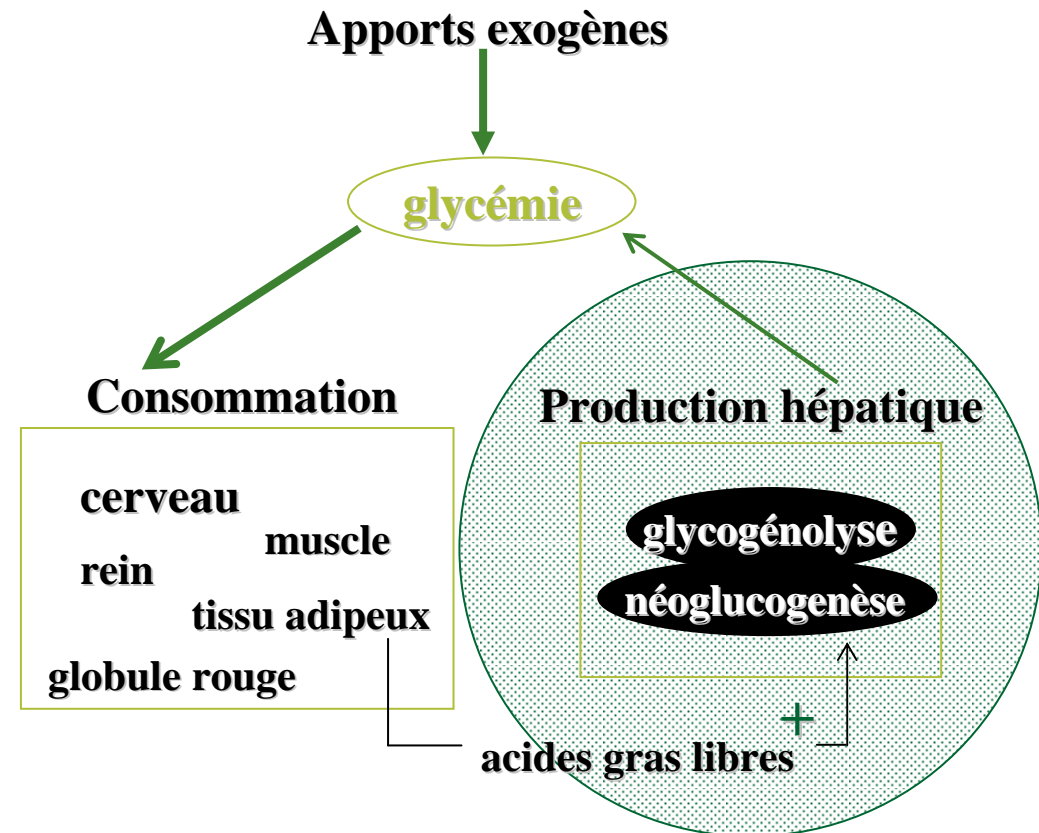 Apports exogènes
glycémie
Consommation
cerveau
muscle
rein
tissu adipeux
globule rouge
Production hépatique
glycogénolyse
néoglucogenèse
+
acides gras libres